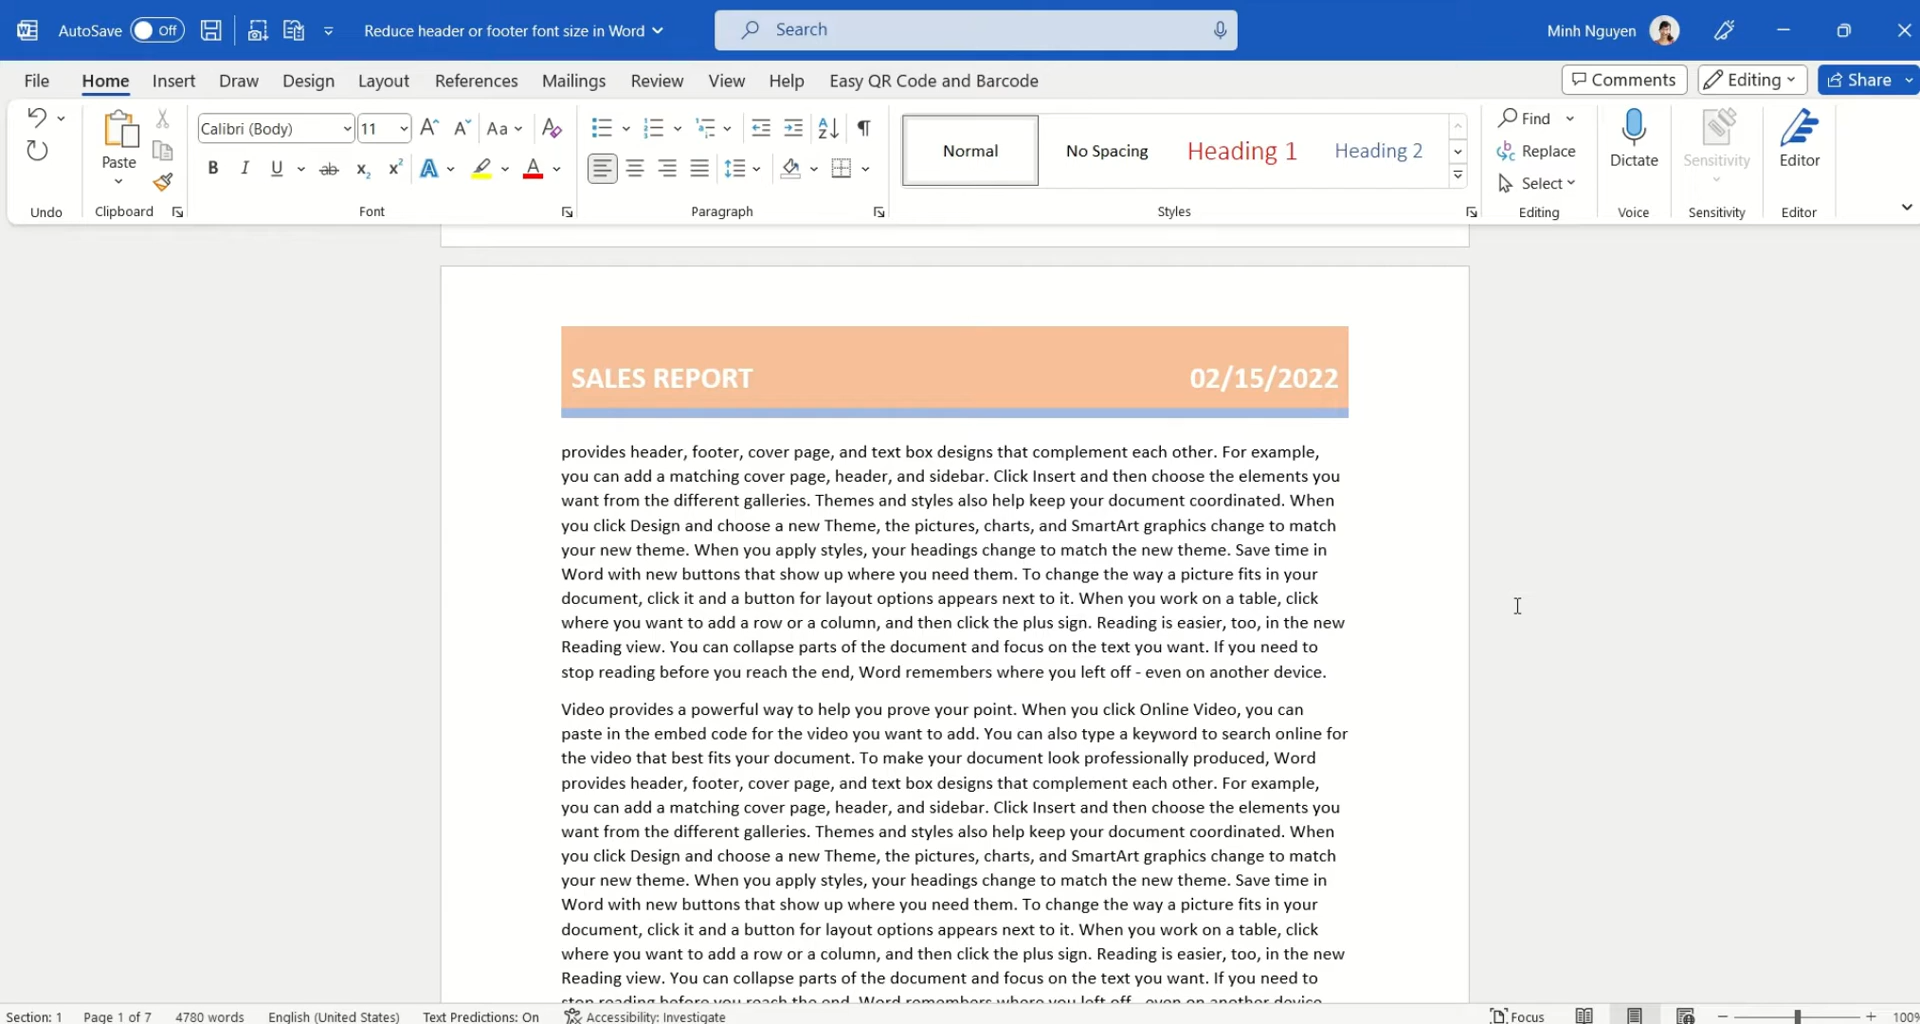 AutoSave Off Reduce header or footer font size in Word Search Minh Nguyen
File Home Insert Draw Design Layout References Mailings Review View Help Easy QR Code and Barcode Comments Editing Share
Paste Calibri (Body) 11 Aa Normal No Spacing Heading 1 Heading 2 Find Replace Select Dictate Sensitivity Editor
B I U ab x₂ x² A A
Undo Clipboard Font Paragraph Styles Editing Voice Sensitivity Editor
SALES REPORT 02/15/2022
provides header, footer, cover page, and text box designs that complement each other. For example,
you can add a matching cover page, header, and sidebar. Click Insert and then choose the elements you
want from the different galleries. Themes and styles also help keep your document coordinated. When
you click Design and choose a new Theme, the pictures, charts, and SmartArt graphics change to match
your new theme. When you apply styles, your headings change to match the new theme. Save time in
Word with new buttons that show up where you need them. To change the way a picture fits in your
document, click it and a button for layout options appears next to it. When you work on a table, click
where you want to add a row or a column, and then click the plus sign. Reading is easier, too, in the new
Reading view. You can collapse parts of the document and focus on the text you want. If you need to
stop reading before you reach the end, Word remembers where you left off - even on another device.
Video provides a powerful way to help you prove your point. When you click Online Video, you can
paste in the embed code for the video you want to add. You can also type a keyword to search online for
the video that best fits your document. To make your document look professionally produced, Word
provides header, footer, cover page, and text box designs that complement each other. For example,
you can add a matching cover page, header, and sidebar. Click Insert and then choose the elements you
want from the different galleries. Themes and styles also help keep your document coordinated. When
you click Design and choose a new Theme, the pictures, charts, and SmartArt graphics change to match
your new theme. When you apply styles, your headings change to match the new theme. Save time in
Word with new buttons that show up where you need them. To change the way a picture fits in your
document, click it and a button for layout options appears next to it. When you work on a table, click
where you want to add a row or a column, and then click the plus sign. Reading is easier, too, in the new
Reading view. You can collapse parts of the document and focus on the text you want. If you need to
stop reading before you reach the end, Word remembers where you left off - even on another device.
Section: 1 Page 1 of 7 4780 words English (United States) Text Predictions: On Accessibility: Investigate Focus 100%